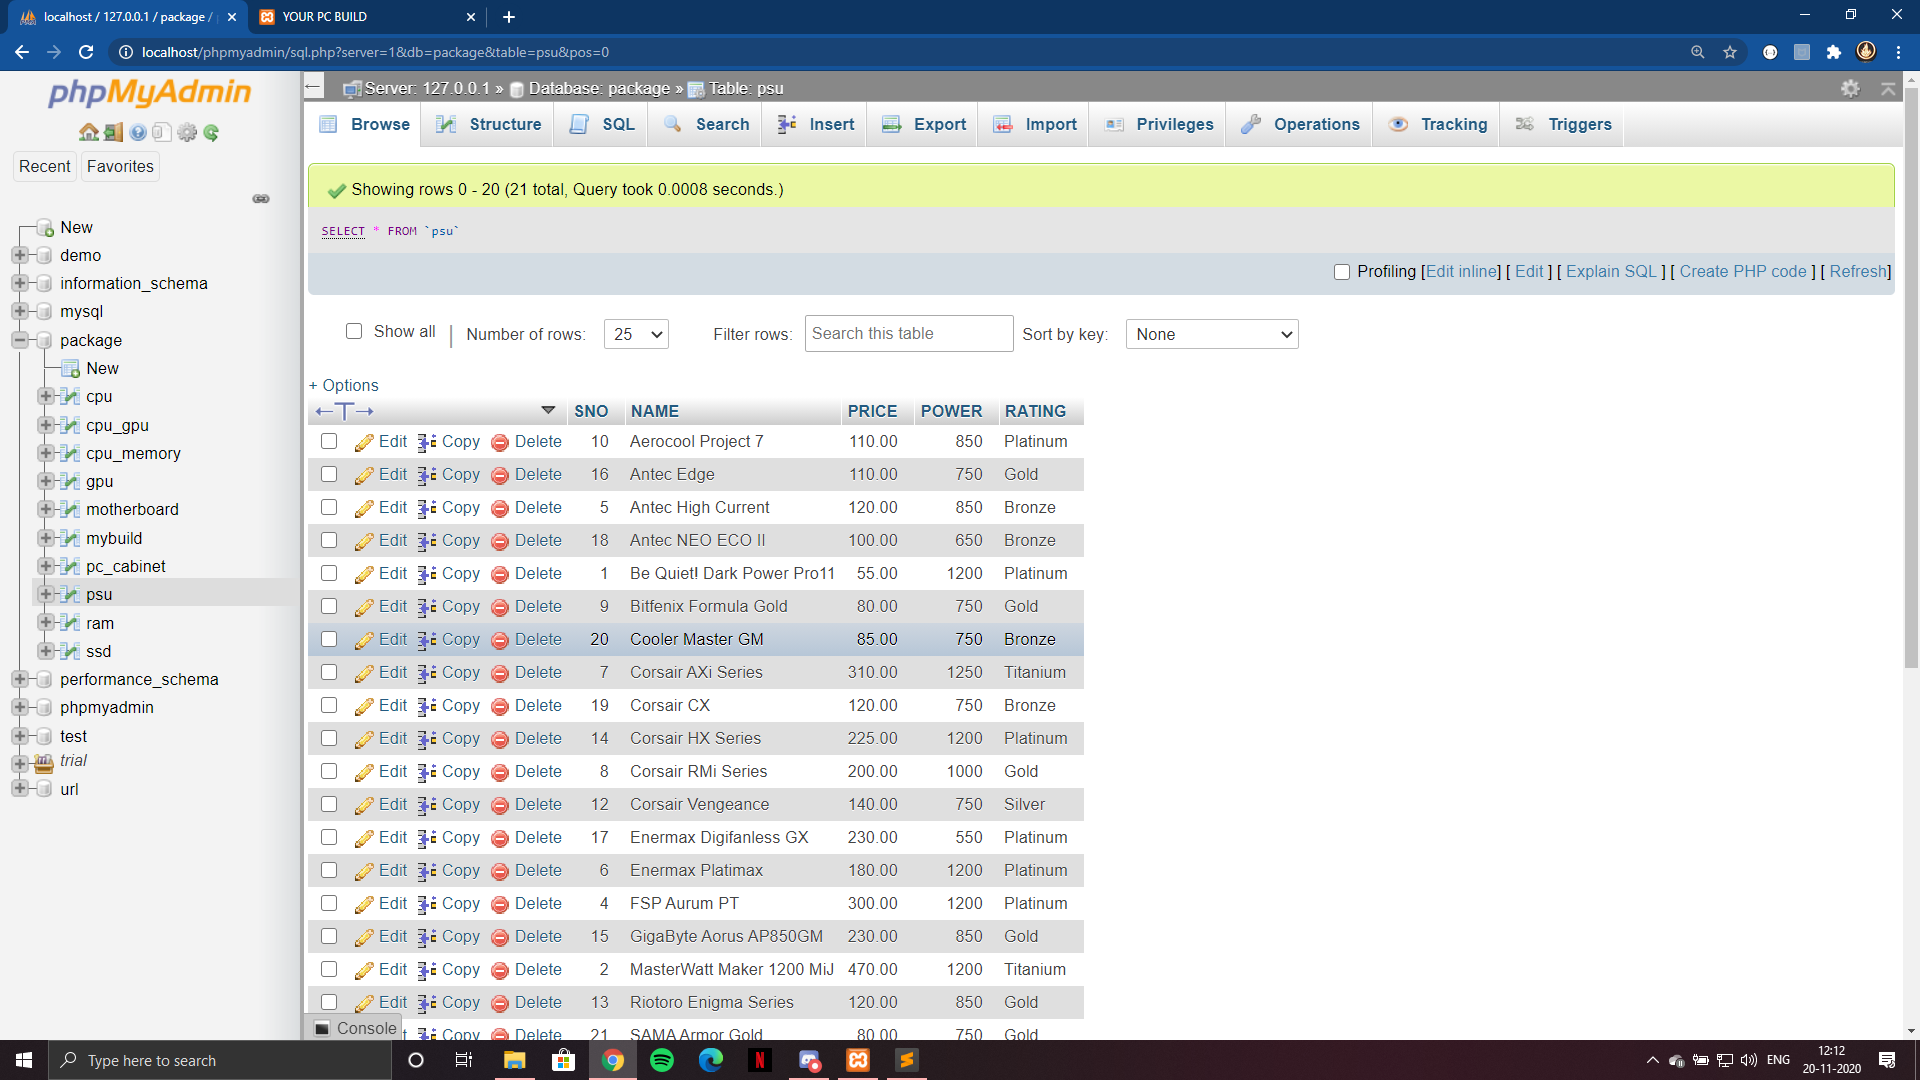 localhost / 127.0.0.1 / package /
YOUR PC BUILD
localhost/phpmyadmin/sql.php?server=1&db=package&table=psu&pos=0
phpMyAdmin
Recent
Favorites
New
demo
information_schema
mysql
package
New
cpu
cpu_gpu
cpu_memory
gpu
motherboard
mybuild
pc_cabinet
psu
ram
ssd
performance_schema
phpmyadmin
test
trial
url
Server: 127.0.0.1 » Database: package » Table: psu
Browse Structure SQL Search Insert Export Import Privileges Operations Tracking Triggers
Showing rows 0 - 20 (21 total, Query took 0.0008 seconds.)
SELECT * FROM `psu`
Profiling [Edit inline] [ Edit ] [ Explain SQL ] [ Create PHP code ] [ Refresh]
Show all | Number of rows: 25 Filter rows: Search this table Sort by key: None
+ Options
←T→ SNO NAME PRICE POWER RATING
Edit Copy Delete 10 Aerocool Project 7 110.00 850 Platinum
Edit Copy Delete 16 Antec Edge 110.00 750 Gold
Edit Copy Delete 5 Antec High Current 120.00 850 Bronze
Edit Copy Delete 18 Antec NEO ECO II 100.00 650 Bronze
Edit Copy Delete 1 Be Quiet! Dark Power Pro11 55.00 1200 Platinum
Edit Copy Delete 9 Bitfenix Formula Gold 80.00 750 Gold
Edit Copy Delete 20 Cooler Master GM 85.00 750 Bronze
Edit Copy Delete 7 Corsair AXi Series 310.00 1250 Titanium
Edit Copy Delete 19 Corsair CX 120.00 750 Bronze
Edit Copy Delete 14 Corsair HX Series 225.00 1200 Platinum
Edit Copy Delete 8 Corsair RMi Series 200.00 1000 Gold
Edit Copy Delete 12 Corsair Vengeance 140.00 750 Silver
Edit Copy Delete 17 Enermax Digifanless GX 230.00 550 Platinum
Edit Copy Delete 6 Enermax Platimax 180.00 1200 Platinum
Edit Copy Delete 4 FSP Aurum PT 300.00 1200 Platinum
Edit Copy Delete 15 GigaByte Aorus AP850GM 230.00 850 Gold
Edit Copy Delete 2 MasterWatt Maker 1200 MiJ 470.00 1200 Titanium
Edit Copy Delete 13 Riotoro Enigma Series 120.00 850 Gold
Copy Delete 21 SAMA Armor Gold 80.00 750 Gold
Console
Type here to search
ENG
12:12
20-11-2020